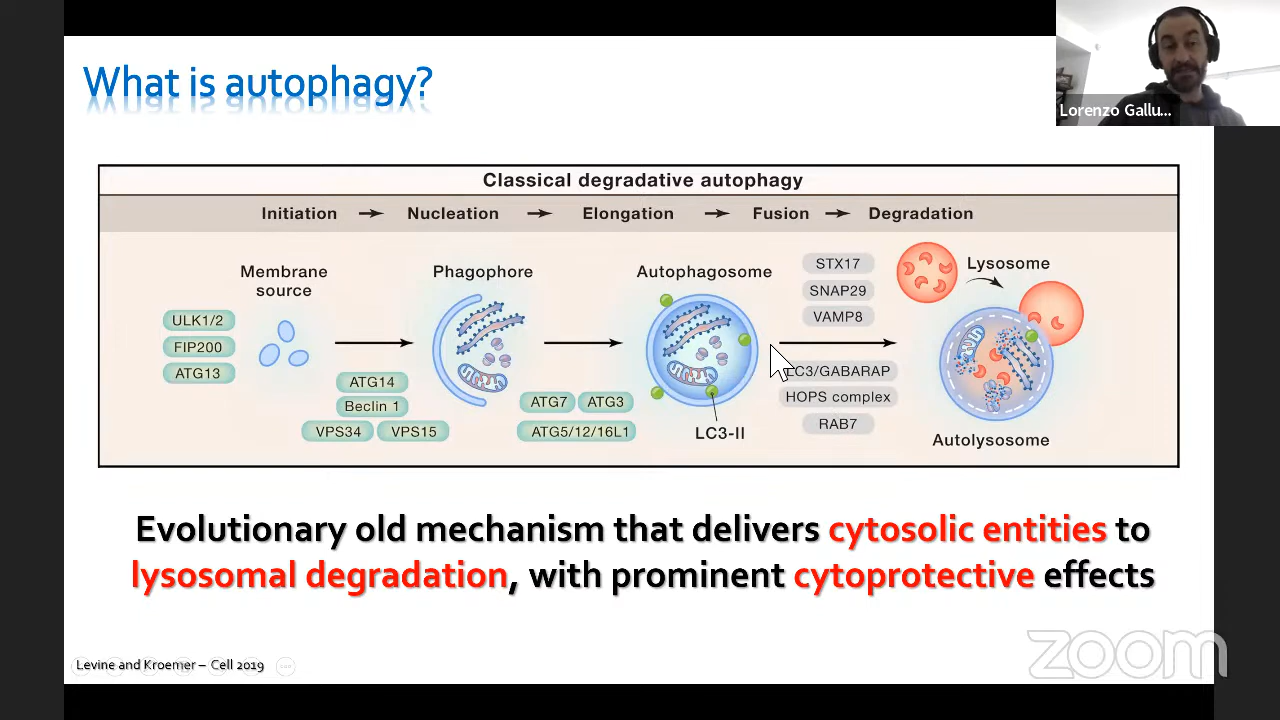 What is autophagy?
Lorenzo Gallu...
Classical degradative autophagy
Initiation → Nucleation → Elongation → Fusion → Degradation
Membrane
source
ULK1/2
FIP200
ATG13
Phagophore
ATG14
Beclin 1
VPS34
VPS15
Autophagosome
ATG7
ATG3
ATG5/12/16L1
LC3-II
STX17
SNAP29
VAMP8
LC3/GABARAP
HOPS complex
RAB7
Lysosome
Autolysosome
Evolutionary old mechanism that delivers cytosolic entities to
lysosomal degradation, with prominent cytoprotective effects
Levine and Kroemer – Cell 2019
zoom